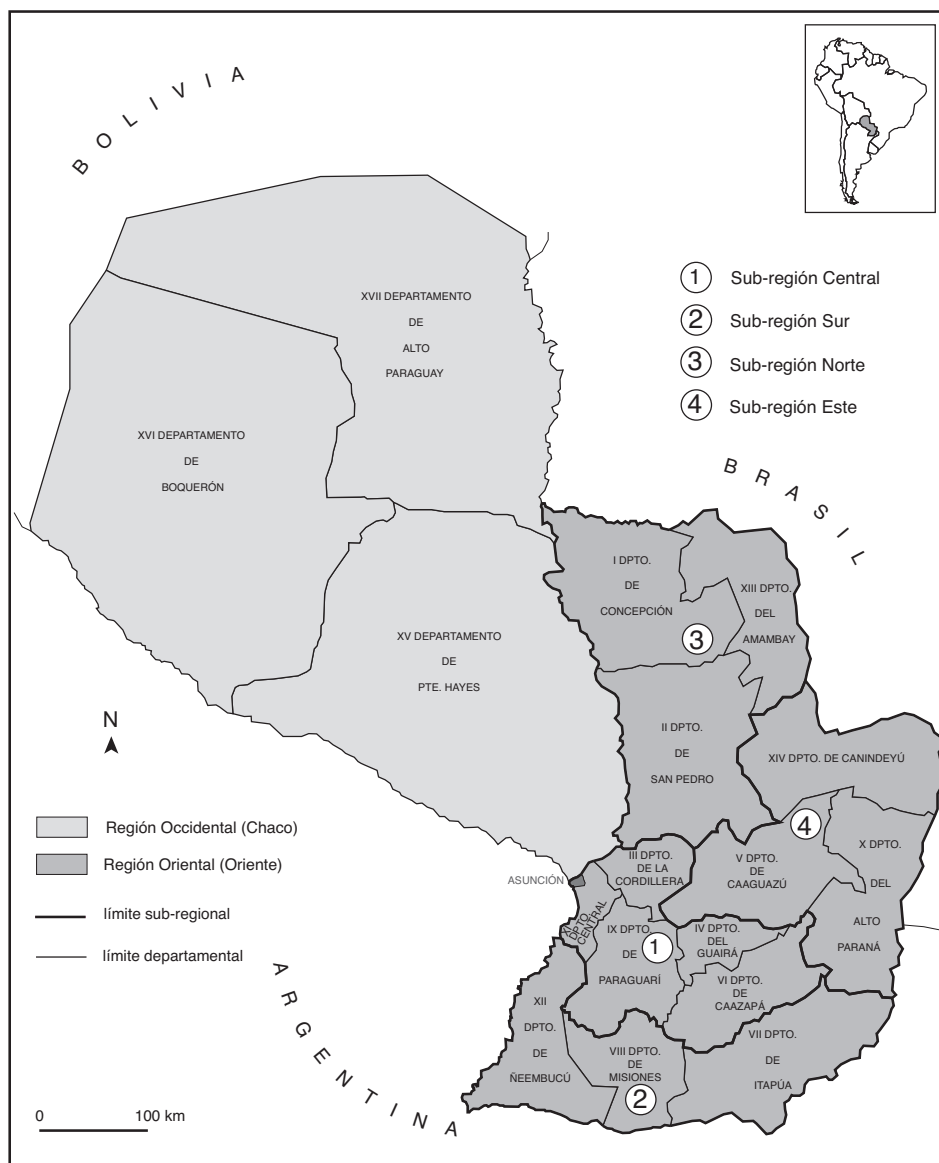 BOLIVIA
1 Sub-región Central
2 Sub-región Sur
3 Sub-región Norte
4 Sub-región Este
BRASIL
XVII DEPARTAMENTO
DE
ALTO
PARAGUAY
XVI DEPARTAMENTO
DE
BOQUERÓN
XV DEPARTAMENTO
DE
PTE. HAYES
I DPTO.
DE
CONCEPCIÓN
3
XIII DPTO.
DEL
AMAMBAY
II DPTO.
DE
SAN PEDRO
XIV DPTO. DE CANINDEYÚ
4
III DPTO.
DE LA
CORDILLERA
V DPTO.
DE
CAAGUAZÚ
X DPTO.
DEL
ALTO
PARANÁ
ASUNCIÓN
XI
DPTO.
CENTRAL
IX DPTO.
DE
PARAGUARÍ
1
IV DPTO.
DEL
GUAIRÁ
VI DPTO.
DE
CAAZAPÁ
XII
DPTO.
DE
ÑEEMBUCÚ
VIII DPTO.
DE
MISIONES
2
VII DPTO.
DE
ITAPÚA
N
Región Occidental (Chaco)
Región Oriental (Oriente)
límite sub-regional
límite departamental
ARGENTINA
0 100 km